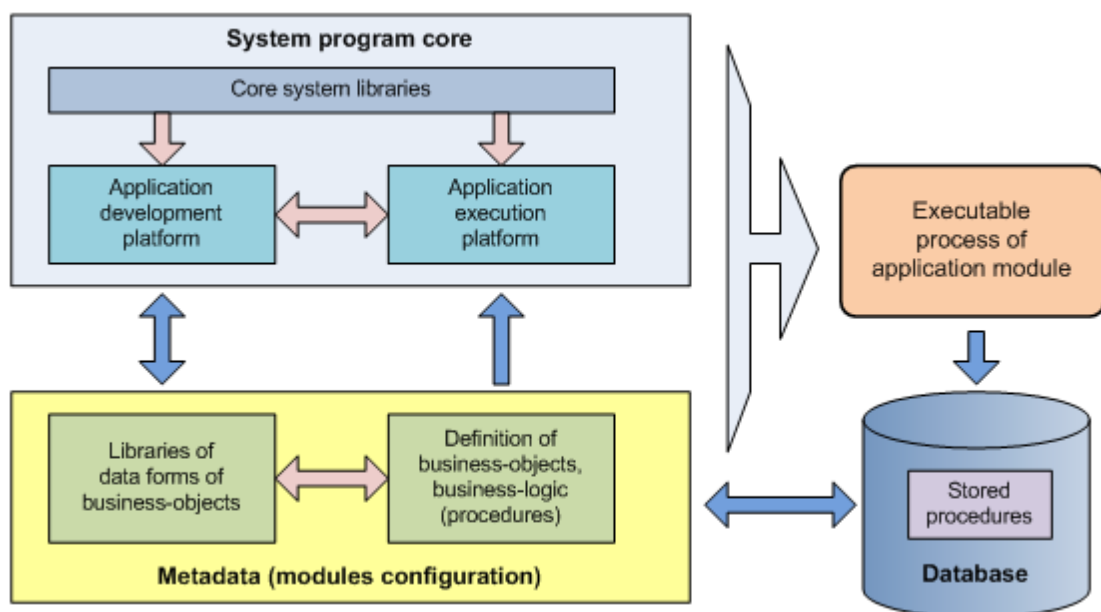 System program core
Core system libraries
Application
development
platform
Application
execution
platform
Executable
process of
application module
Libraries of
data forms of
business-objects
Definition of
business-objects,
business-logic
(procedures)
Metadata (modules configuration)
Stored
procedures
Database